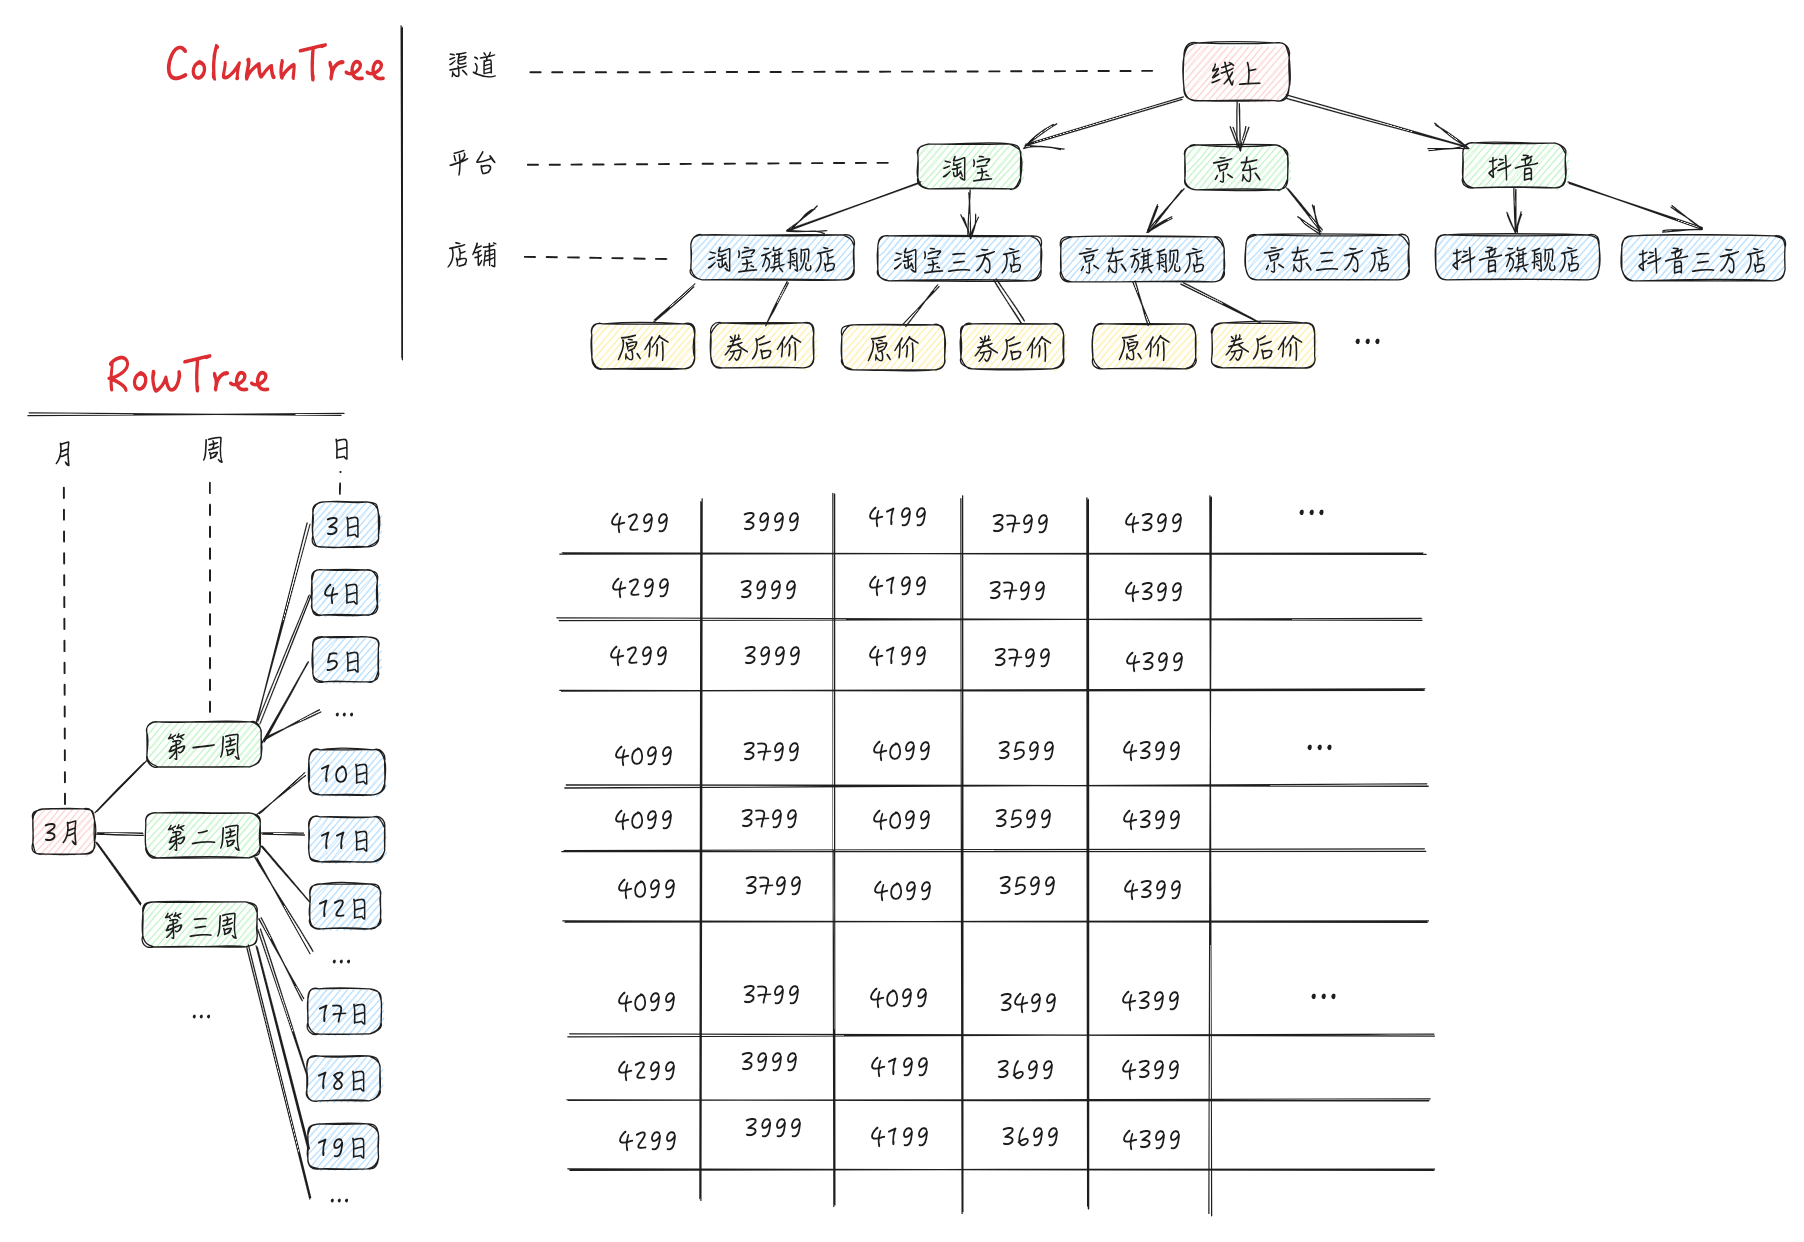 ColumnTree
渠道
线上
平台
淘宝
京东
抖音
店铺
淘宝旗舰店
淘宝三方店
京东旗舰店
京东三方店
抖音旗舰店
抖音三方店
原价
券后价
原价
券后价
原价
券后价
...
RowTree
月
周
日
3月
第一周
第二周
第三周
...
3日
4日
5日
...
10日
11日
12日
...
17日
18日
19日
...
4299 3999 4199 3799 4399 ...
4299 3999 4199 3799 4399
4299 3999 4199 3799 4399
4099 3799 4099 3599 4399 ...
4099 3799 4099 3599 4399
4099 3799 4099 3599 4399
4099 3799 4099 3499 4399 ...
4299 3999 4199 3699 4399
4299 3999 4199 3699 4399